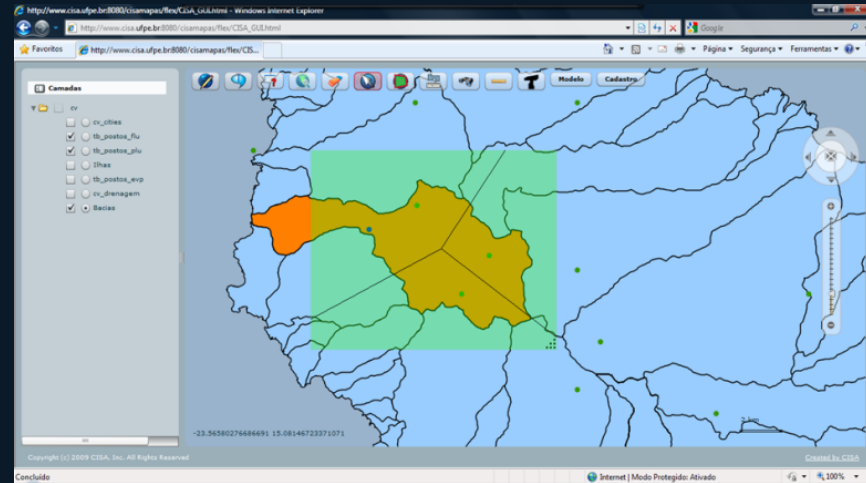 http://www.cisa.ufpe.br:8080/cisamapas/flex/CISA_GUI.html - Windows Internet Explorer
http://www.cisa.ufpe.br:8080/cisamapas/flex/CISA_GUI.html
Google
Favoritos
http://www.cisa.ufpe.br:8080/cisamapas/flex/CIS...
Página
Segurança
Ferramentas
Camadas
Modelo
Cadastro
cv
cv_cities
tb_postos_flu
tb_postos_plu
Ilhas
tb_postos_evp
cv_drenagem
Bacias
-23.56580276686691 15.08146723371071
2 km
Copyright (c) 2009 CISA, Inc. All Rights Reserved
Created by CISA
Concluído
Internet | Modo Protegido: Ativado
100%